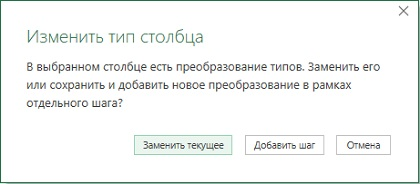 Изменить тип столбца
В выбранном столбце есть преобразование типов. Заменить его
или сохранить и добавить новое преобразование в рамках
отдельного шага?
Заменить текущее Добавить шаг Отмена